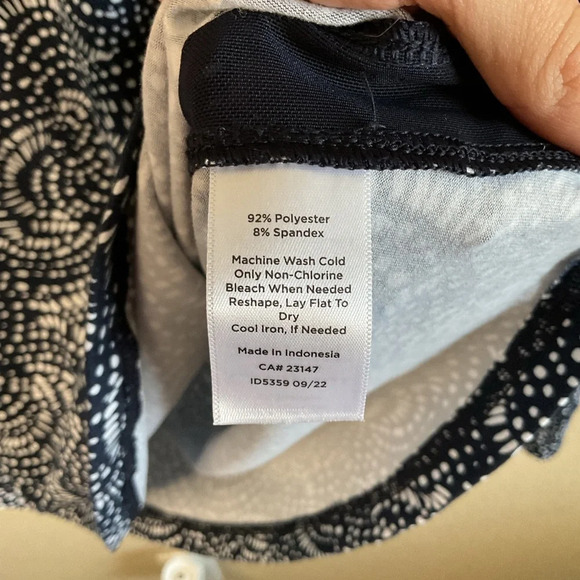 92% Polyester
8% Spandex
Machine Wash Cold
Only Non-Chlorine
Bleach When Needed
Reshape, Lay Flat To
Dry
Cool Iron, If Needed
Made in Indonesia
CA# 23147
ID5359 09/22